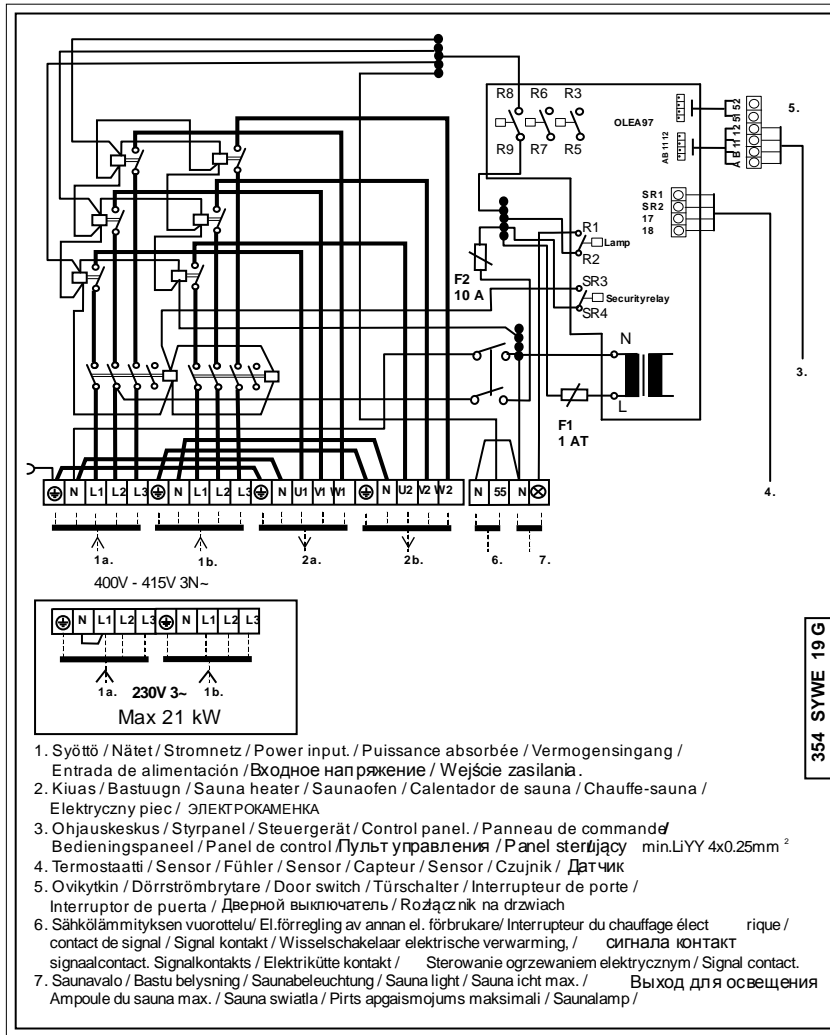 R8 R6 R3
OLEA97
R9 R7 R5
52
51
12
11
B
A
5.
AB 11 12
SR1
SR2
17
18
R1
Lamp
R2
F2
10 A
SR3
Securityrelay
SR4
N
L
F1
1 AT
3.
4.
N L1 L2 L3 N L1 L2 L3 N U1 V1 W1 N U2 V2 W2 N 55 N
1a. 1b. 2a. 2b. 6. 7.
400V - 415V 3N~
N L1 L2 L3 N L1 L2 L3
1a. 230V 3~ 1b.
Max 21 kW
354 SYWE 19 G
1. Syöttö / Nätet / Stromnetz / Power input. / Puissance absorbée / Vermogensingang /
Entrada de alimentación / Входное напряжение / Wejście zasilania.
2. Kiuas / Bastuugn / Sauna heater / Saunaofen / Calentador de sauna / Chauffe-sauna /
Elektryczny piec / ЭЛЕКТРОКАМЕНКА
3. Ohjauskeskus / Styrpanel / Steuergerät / Control panel. / Panneau de commande/
Bedieningspaneel / Panel de control / Пульт управления / Panel sterujący min.LiYY 4x0.25mm ²
4. Termostaatti / Sensor / Fühler / Sensor / Capteur / Sensor / Czujnik / Датчик
5. Ovikytkin / Dörrströmbrytare / Door switch / Türschalter / Interrupteur de porte /
Interruptor de puerta / Дверной выключатель / Rozłącznik na drzwiach
6. Sähkölämmityksen vuorottelu/ El.förregling av annan el. förbrukare/ Interrupteur du chauffage élect rique /
contact de signal / Signal kontakt / Wisselschakelaar elektrische verwarming, / сигнала контакт
signaalcontact. Signalkontakts / Elektrikütte kontakt / Sterowanie ogrzewaniem elektrycznym / Signal contact.
7. Saunavalo / Bastu belysning / Saunabeleuchtung / Sauna light / Sauna icht max. / Выход для освещения
Ampoule du sauna max. / Sauna swiatla / Pirts apgaismojums maksimali / Saunalamp /